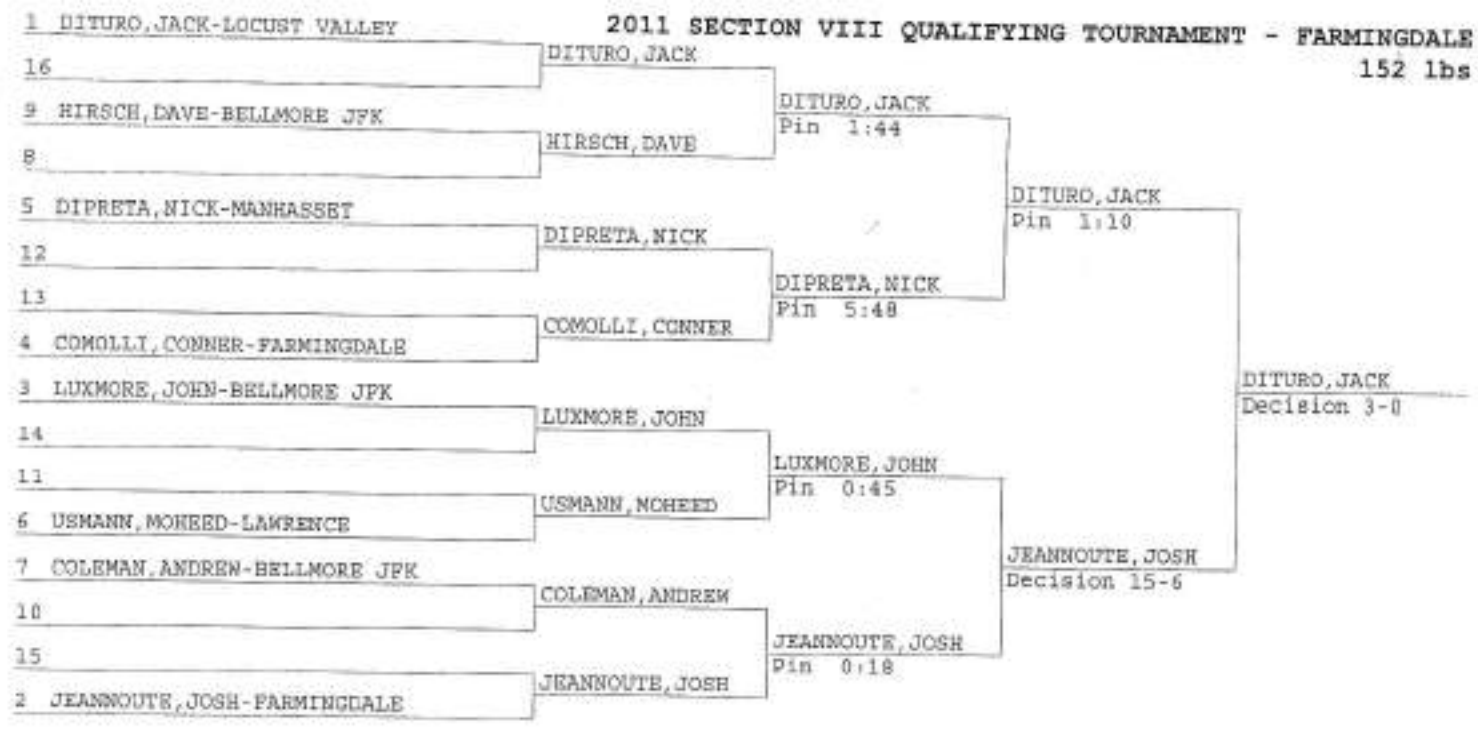 2011 SECTION VIII QUALIFYING TOURNAMENT - FARMINGDALE
152 lbs
1 DITURO,JACK-LOCUST VALLEY
DITURO,JACK
16
DITURO,JACK
Pin 1:44
9 HIRSCH,DAVE-BELLMORE JFK
HIRSCH,DAVE
8
DITURO,JACK
Pin 1:10
5 DIPRETA,NICK-MANHASSET
DIPRETA,NICK
12
DIPRETA,NICK
Pin 5:48
13
COMOLLI,CONNER
4 COMOLLI,CONNER-FARMINGDALE
DITURO,JACK
Decision 3-0
3 LUXMORE,JOHN-BELLMORE JFK
LUXMORE,JOHN
14
LUXMORE,JOHN
Pin 0:45
11
USMANN,MOHEED
6 USMANN,MOHEED-LAWRENCE
JEANNOUTE,JOSH
Decision 15-6
7 COLEMAN,ANDREW-BELLMORE JFK
COLEMAN,ANDREW
10
JEANNOUTE,JOSH
Pin 0:18
15
JEANNOUTE,JOSH
2 JEANNOUTE,JOSH-FARMINGDALE